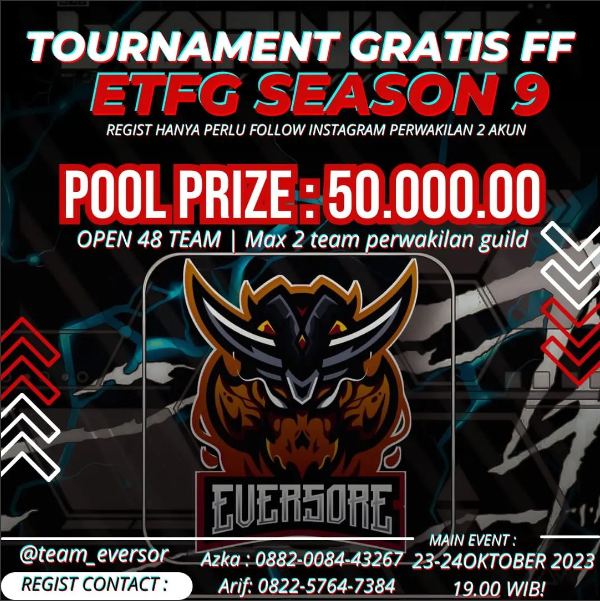 TOURNAMENT GRATIS FF
ETFG SEASON 9
REGIST HANYA PERLU FOLLOW INSTAGRAM PERWAKILAN 2 AKUN
POOL PRIZE : 50.000.00
OPEN 48 TEAM | Max 2 team perwakilan guild
EVERSORE
@team_eversor
REGIST CONTACT :
Azka : 0882-0084-43267
Arif: 0822-5764-7384
MAIN EVENT :
23-24OKTOBER 2023
19.00 WIB!